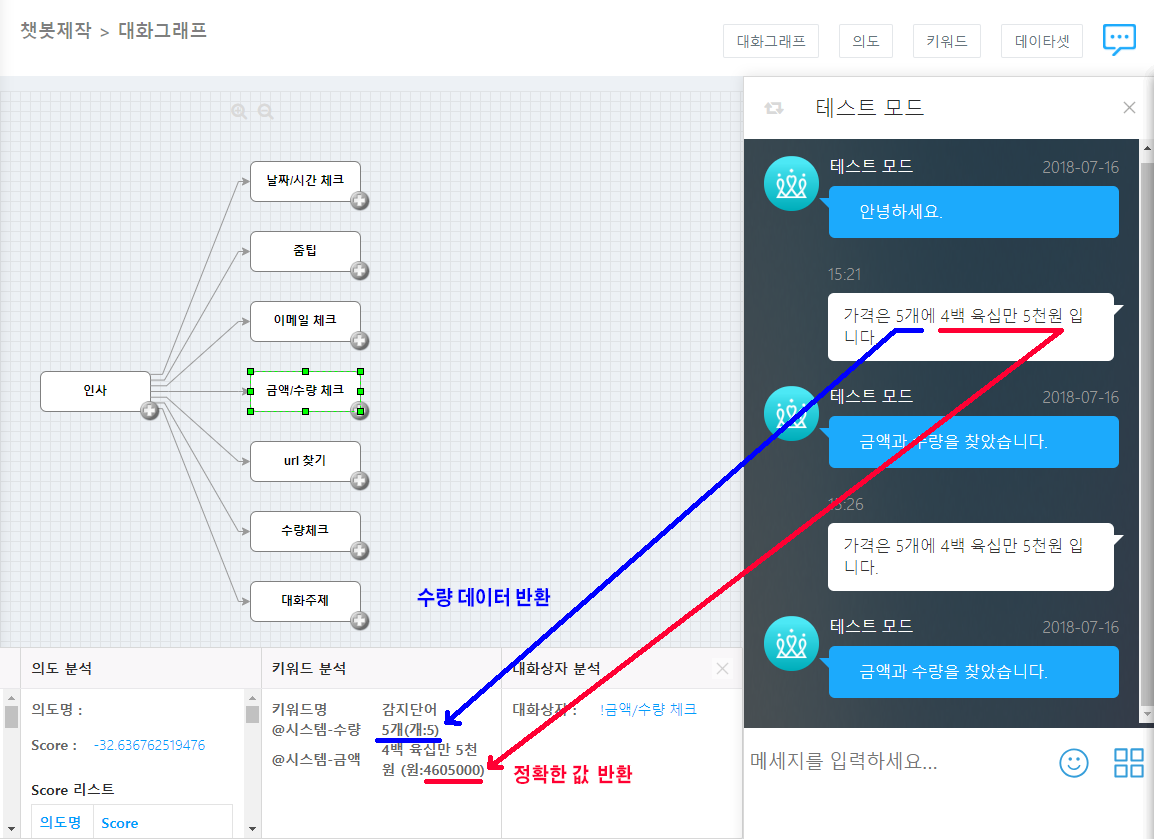 챗봇제작 > 대화그래프
대화그래프
의도
키워드
데이타셋
테스트 모드
날짜/시간 체크
줌팁
이메일 체크
인사
금액/수량 체크
url 찾기
수량체크
대화주제
테스트 모드
2018-07-16
안녕하세요.
15:21
가격은 5개에 4백 육십만 5천원 입
니다.
테스트 모드
2018-07-16
금액과 수량을 찾았습니다.
15:26
가격은 5개에 4백 육십만 5천원 입
니다.
테스트 모드
2018-07-16
금액과 수량을 찾았습니다.
메세지를 입력하세요...
수량 데이터 반환
의도 분석
의도명 :
Score : -32.636762519476
Score 리스트
의도명 Score
키워드 분석
키워드명 감지단어
@시스템-수량 5개(개:5)
@시스템-금액 4백 육십만 5천
원 (원:4605000)
정확한 값 반환
대화상자 분석
대화상자 : !금액/수량 체크